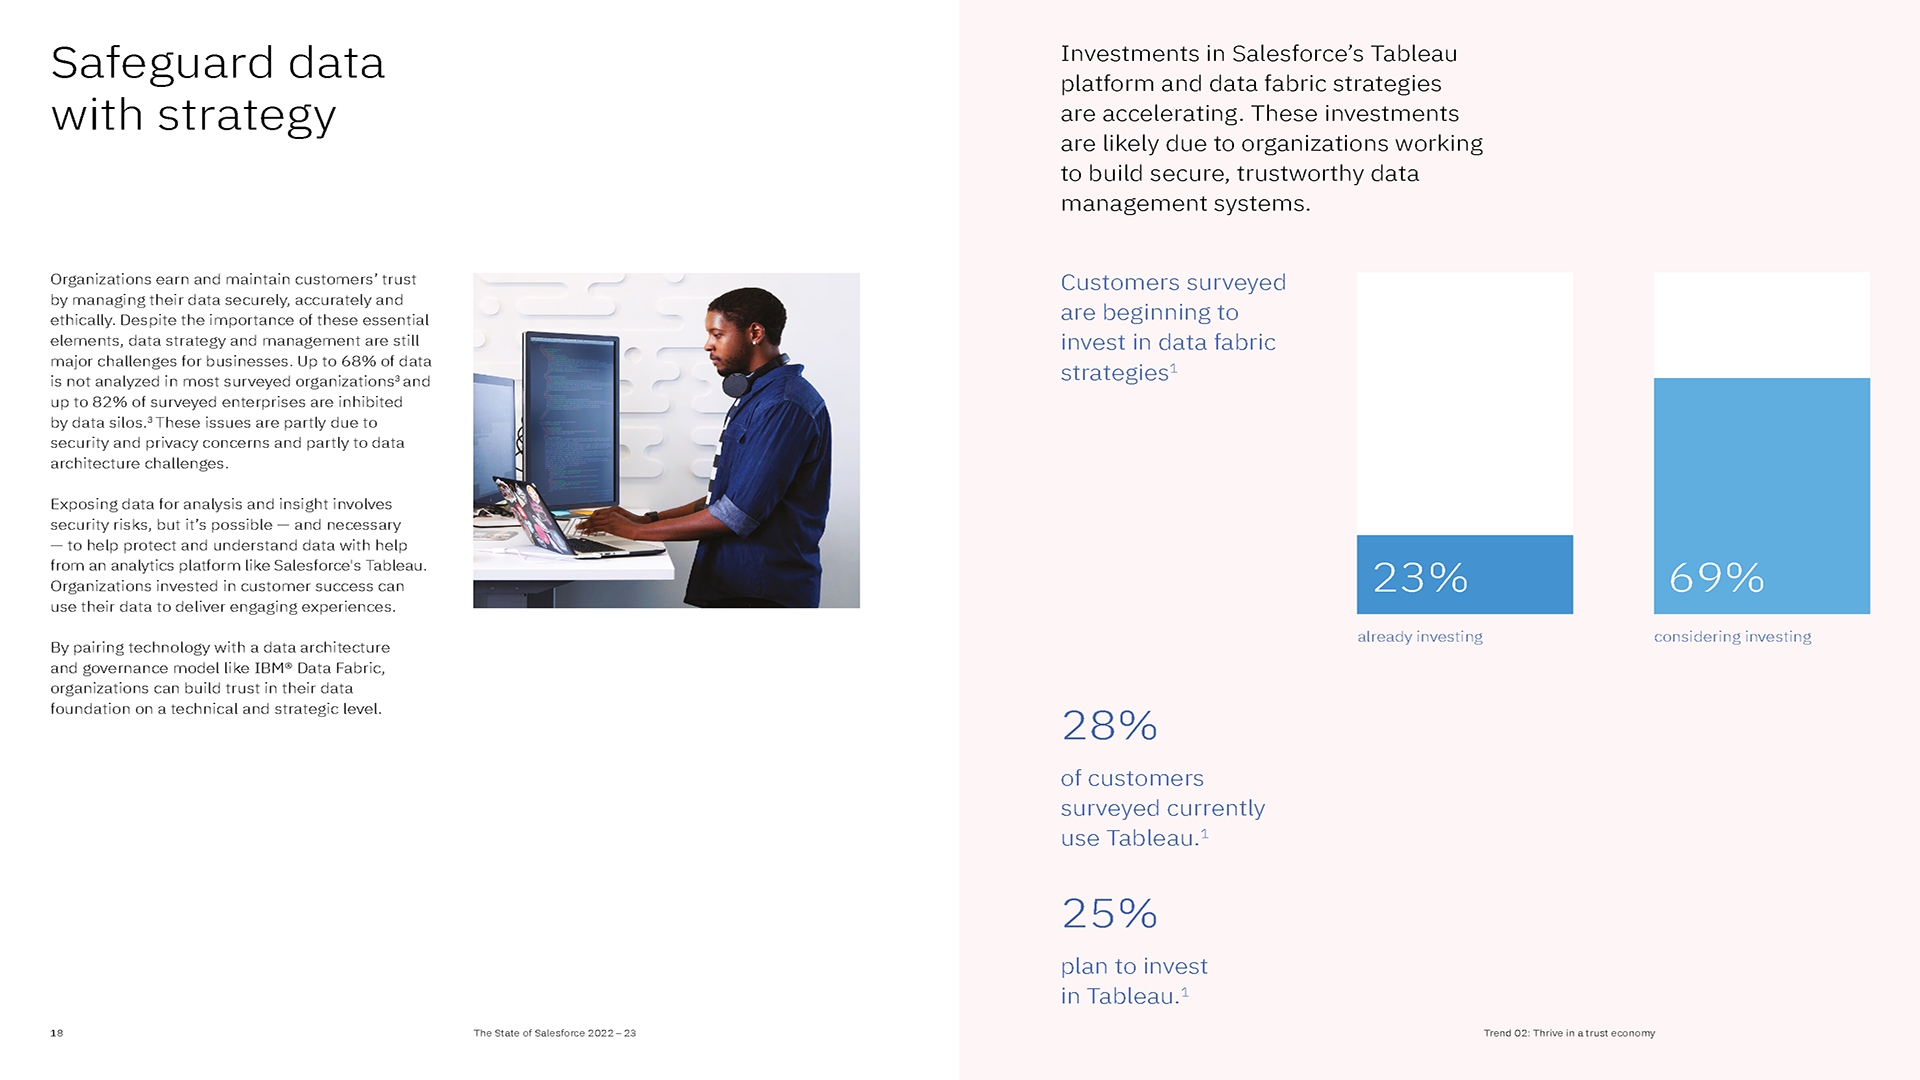 Safeguard data
with strategy
Organizations earn and maintain customers’ trust
by managing their data securely, accurately and
ethically. Despite the importance of these essential
elements, data strategy and management are still
major challenges for businesses. Up to 68% of data
is not analyzed in most surveyed organizations³ and
up to 82% of surveyed enterprises are inhibited
by data silos.³ These issues are partly due to
security and privacy concerns and partly to data
architecture challenges.
Exposing data for analysis and insight involves
security risks, but it’s possible — and necessary
— to help protect and understand data with help
from an analytics platform like Salesforce's Tableau.
Organizations invested in customer success can
use their data to deliver engaging experiences.
By pairing technology with a data architecture
and governance model like IBM® Data Fabric,
organizations can build trust in their data
foundation on a technical and strategic level.
18
The State of Salesforce 2022 – 23
Investments in Salesforce’s Tableau
platform and data fabric strategies
are accelerating. These investments
are likely due to organizations working
to build secure, trustworthy data
management systems.
Customers surveyed
are beginning to
invest in data fabric
strategies¹
23%
already investing
69%
considering investing
28%
of customers
surveyed currently
use Tableau.¹
25%
plan to invest
in Tableau.¹
Trend 02: Thrive in a trust economy